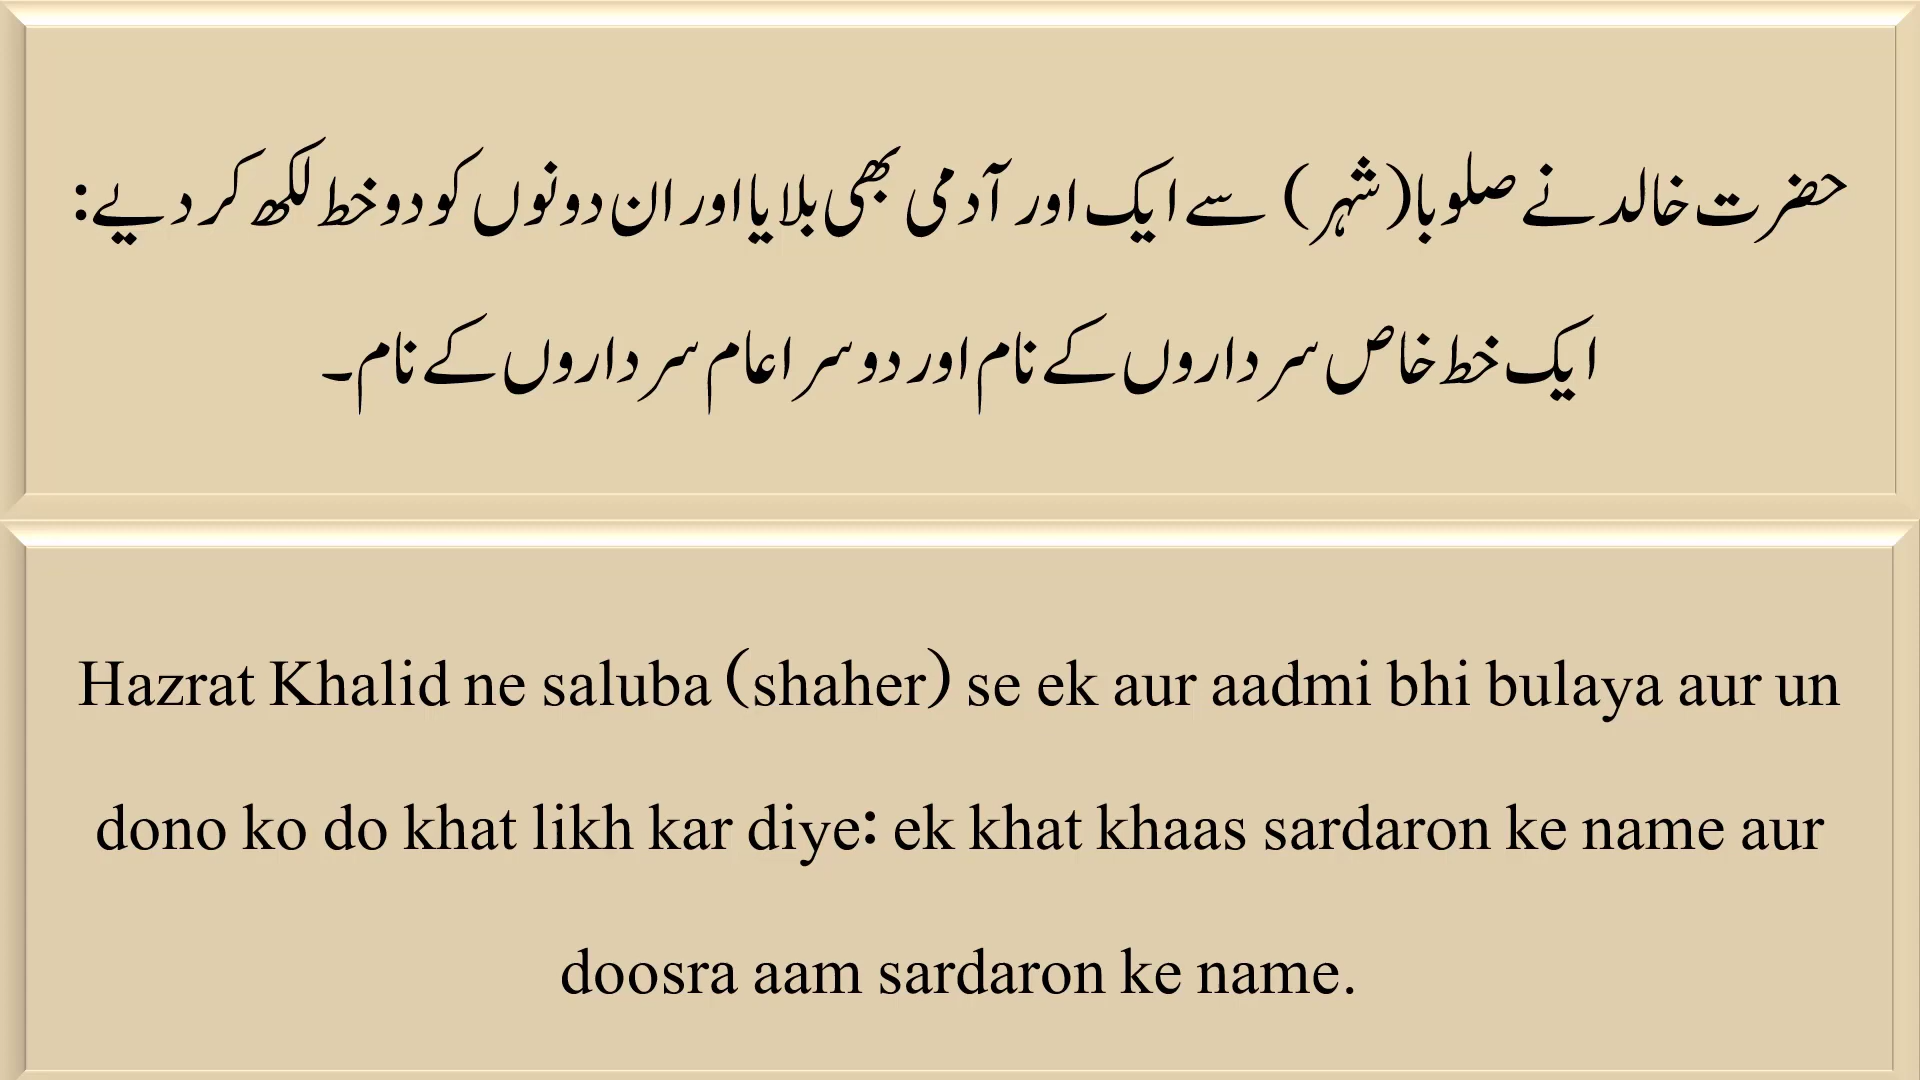 حضرت خالد نے صلوبا(شہر) سے ایک اور آدمی بھی بلایا اور ان دونوں کو دو خط لکھ کر دیے:
ایک خط خاص سرداروں کے نام اور دوسرا عام سرداروں کے نام۔
Hazrat Khalid ne saluba (shaher) se ek aur aadmi bhi bulaya aur un
dono ko do khat likh kar diye: ek khat khaas sardaron ke name aur
doosra aam sardaron ke name.